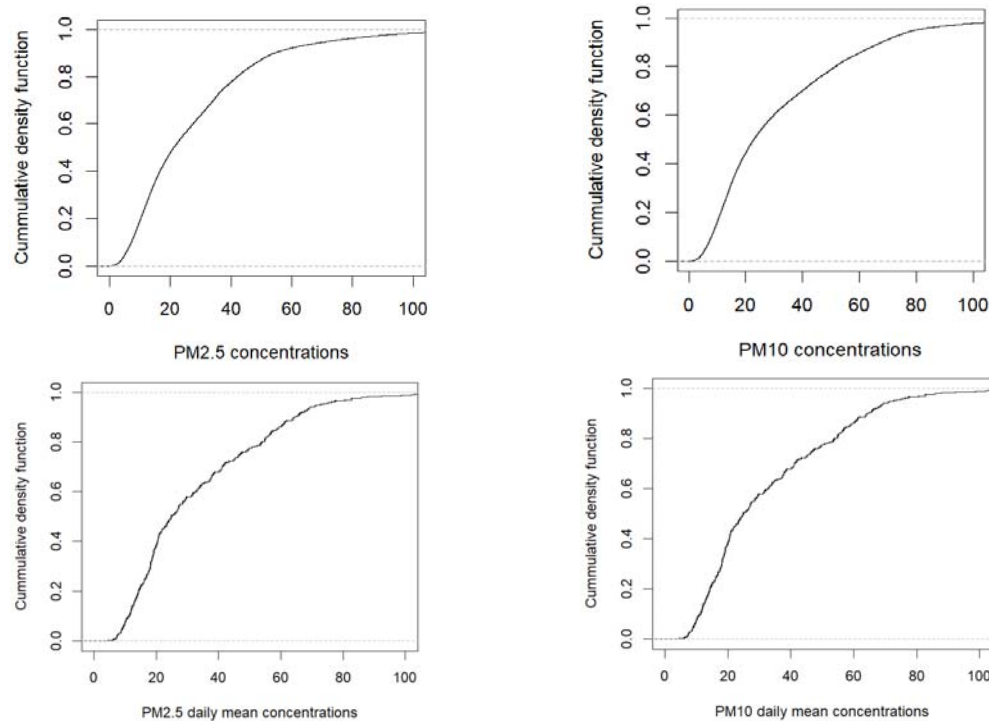 Cummulative density function
1.0
0.8
0.6
0.4
0.2
0.0
0 20 40 60 80 100
PM2.5 concentrations
Cummulative density function
1.0
0.8
0.6
0.4
0.2
0.0
0 20 40 60 80 100
PM10 concentrations
Cummulative density function
1.0
0.8
0.6
0.4
0.2
0.0
0 20 40 60 80 100
PM2.5 daily mean concentrations
Cummulative density function
1.0
0.8
0.6
0.4
0.2
0.0
0 20 40 60 80 100
PM10 daily mean concentrations